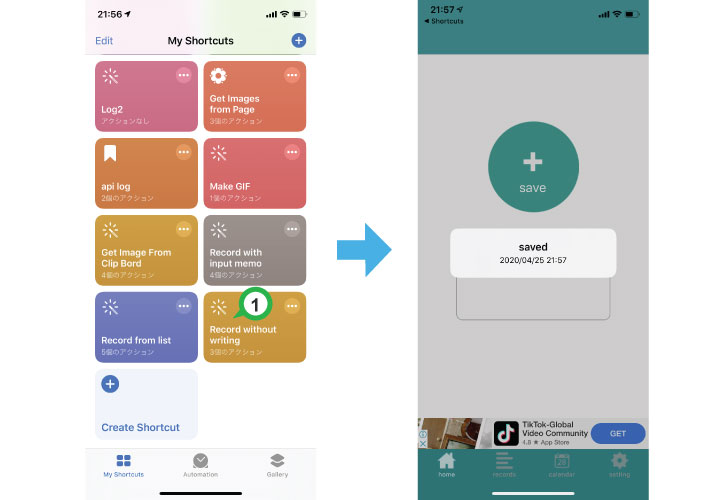 21:56
Edit
My Shortcuts
Log2
アクションなし
Get Images
from Page
3個のアクション
api log
2個のアクション
Make GIF
1個のアクション
Get Image From
Clip Bord
4個のアクション
Record with
input memo
4個のアクション
Record from list
5個のアクション
1
Record without
writing
3個のアクション
Create Shortcut
My Shortcuts
Automation
Gallery
21:57
Shortcuts
+
save
saved
2020/04/25 21:57
TikTok-Global
Video Community
4.8 ★ App Store
GET
home
records
calendar
setting